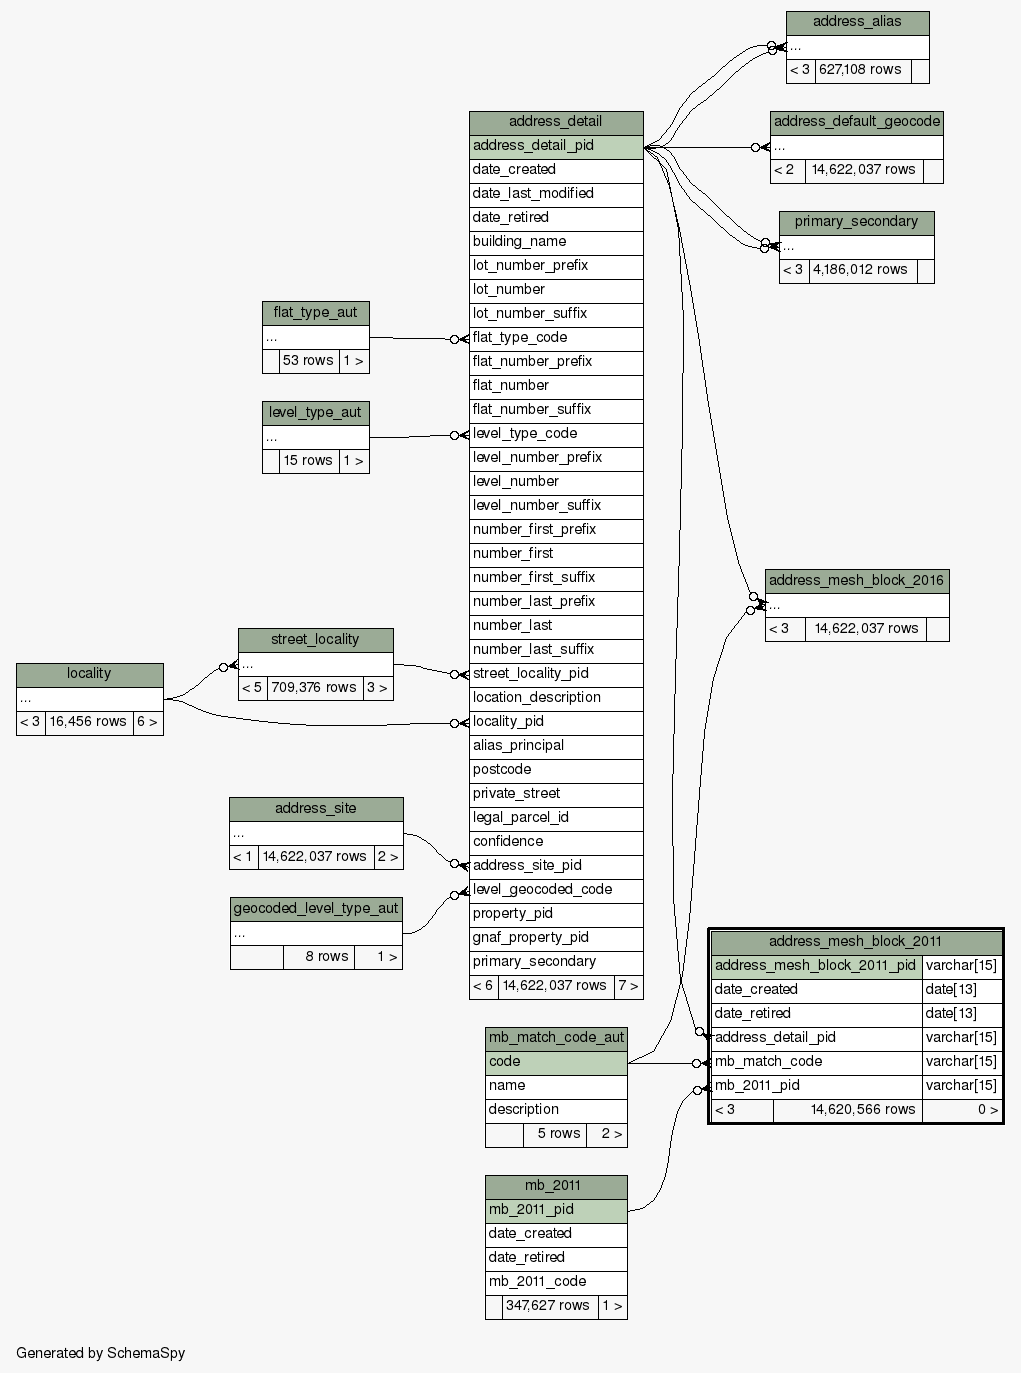 address_alias
...
< 3 627,108 rows
address_default_geocode
...
< 2 14,622,037 rows
primary_secondary
...
< 3 4,186,012 rows
address_detail
address_detail_pid
date_created
date_last_modified
date_retired
building_name
lot_number_prefix
lot_number
lot_number_suffix
flat_type_code
flat_number_prefix
flat_number
flat_number_suffix
level_type_code
level_number_prefix
level_number
level_number_suffix
number_first_prefix
number_first
number_first_suffix
number_last_prefix
number_last
number_last_suffix
street_locality_pid
location_description
locality_pid
alias_principal
postcode
private_street
legal_parcel_id
confidence
address_site_pid
level_geocoded_code
property_pid
gnaf_property_pid
primary_secondary
< 6 14,622,037 rows 7 >
flat_type_aut
...
53 rows 1 >
level_type_aut
...
15 rows 1 >
address_mesh_block_2016
...
< 3 14,622,037 rows
street_locality
...
< 5 709,376 rows 3 >
locality
...
< 3 16,456 rows 6 >
address_site
...
< 1 14,622,037 rows 2 >
geocoded_level_type_aut
...
8 rows 1 >
address_mesh_block_2011
address_mesh_block_2011_pid varchar[15]
date_created date[13]
date_retired date[13]
address_detail_pid varchar[15]
mb_match_code varchar[15]
mb_2011_pid varchar[15]
< 3 14,620,566 rows 0 >
mb_match_code_aut
code
name
description
5 rows 2 >
mb_2011
mb_2011_pid
date_created
date_retired
mb_2011_code
347,627 rows 1 >
Generated by SchemaSpy